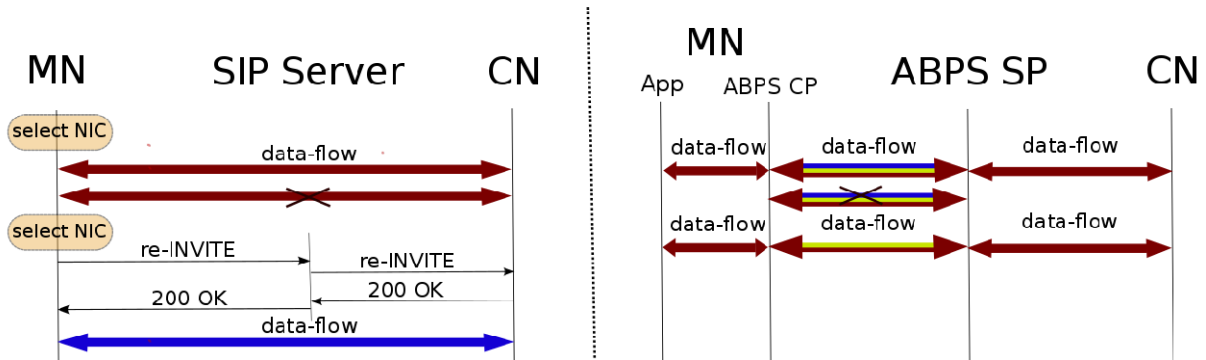 MN
SIP Server
CN
select NIC
data-flow
select NIC
re-INVITE
re-INVITE
200 OK
200 OK
data-flow
MN
ABPS SP
CN
App
ABPS CP
data-flow
data-flow
data-flow
data-flow
data-flow
data-flow